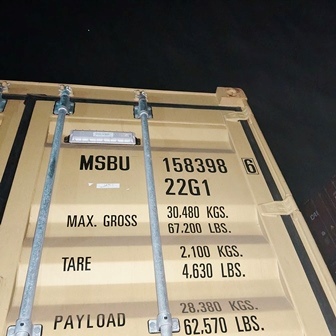 MSBU 158398 6
22G1
MAX. GROSS 30.480 KGS.
67.200 LBS.
TARE 2.100 KGS.
4,630 LBS.
PAYLOAD 28,380 KGS.
62,570 LBS.